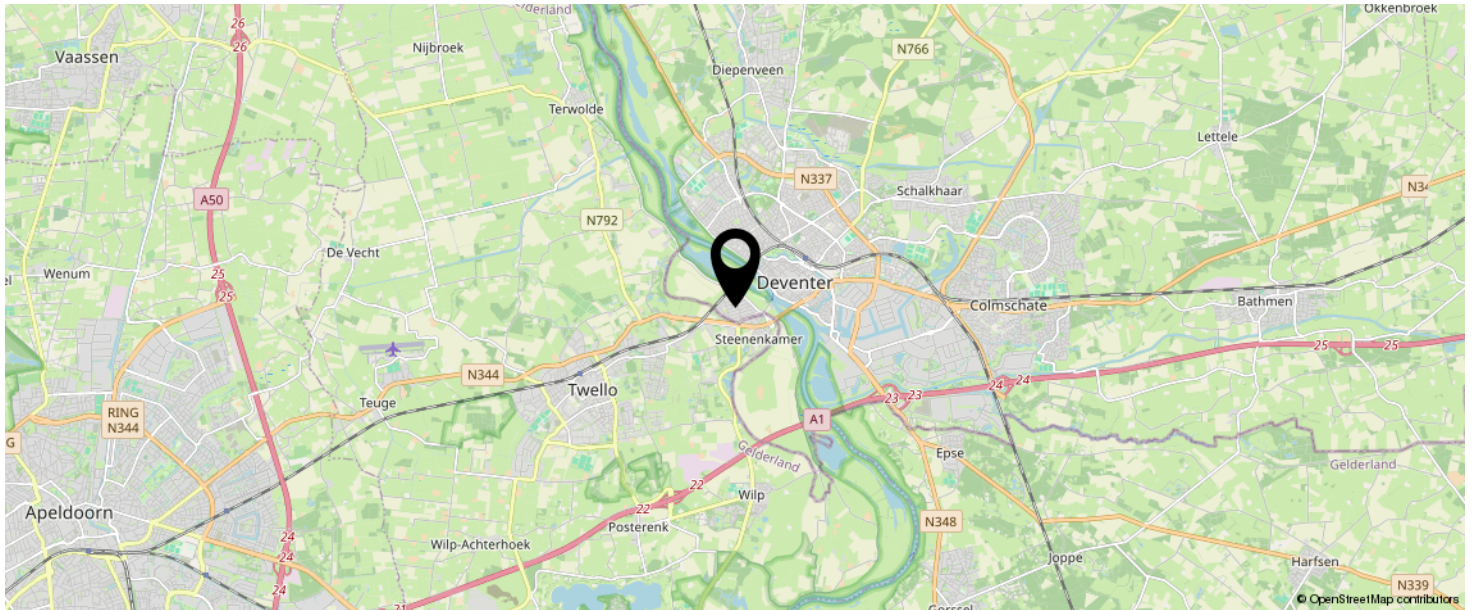 Gelderland
Okkenbroek
26
Vaassen
26
Nijbroek
N766
Diepenveen
Terwolde
Lettele
N337
Schalkhaar
A50
N34
N792
De Vecht
Wenum
25
25
Deventer
Bathmen
Colmschate
Steenenkamer
25
25
N344
Twello
24
24
23
23
Teuge
RING
N344
A1
G
Epse
Gelderland
Gelderland
22
22
Wilp
Apeldoorn
Posterenk
N348
24
Wilp-Achterhoek
24
Joppe
Harfsen
24
N339
21
Gorssel
© OpenStreetMap contributors